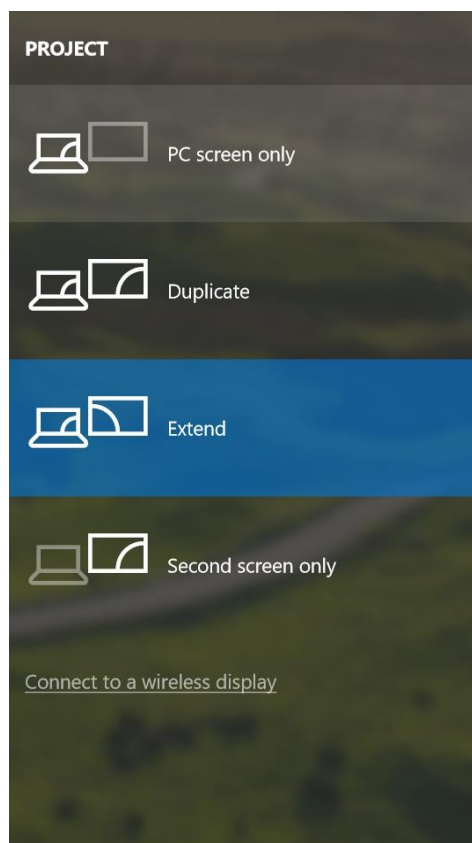 PROJECT
PC screen only
Duplicate
Extend
Second screen only
Connect to a wireless display